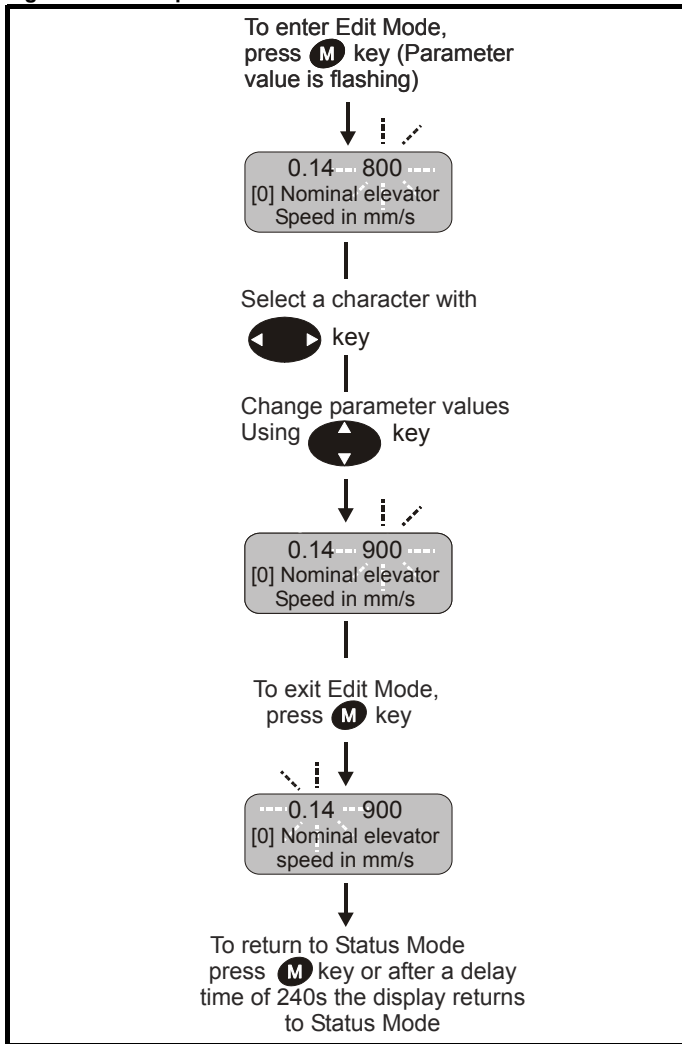 To enter Edit Mode,
press M key (Parameter
value is flashing)
0.14 800
[0] Nominal elevator
Speed in mm/s
Select a character with
key
Change parameter values
Using key
0.14 900
[0] Nominal elevator
Speed in mm/s
To exit Edit Mode,
press M key
0.14 900
[0] Nominal elevator
speed in mm/s
To return to Status Mode
press M key or after a delay
time of 240s the display returns
to Status Mode